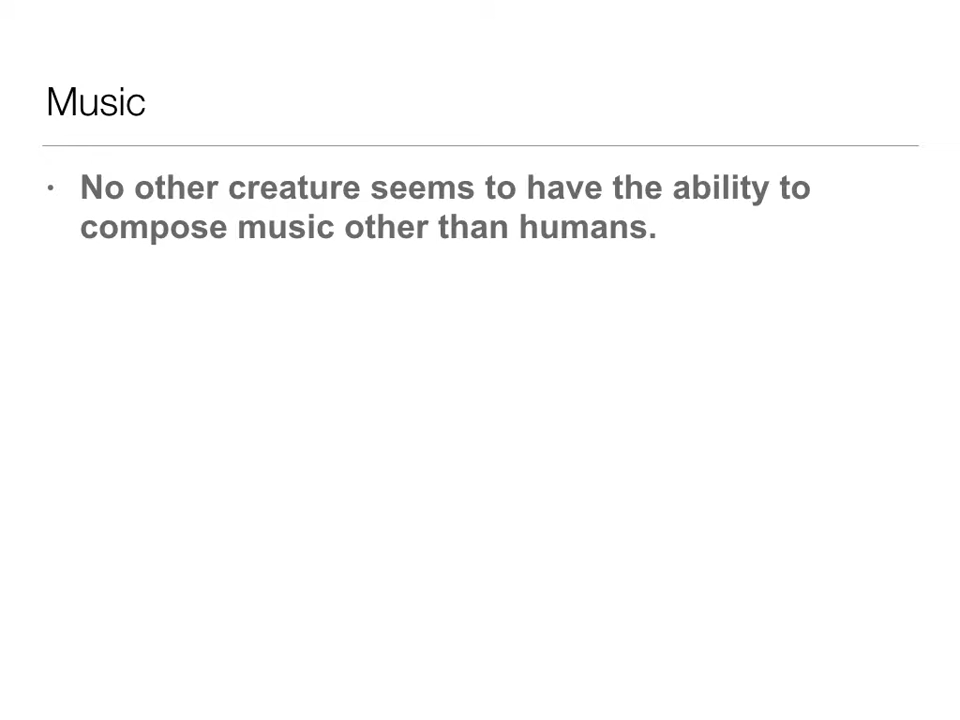 Music
• No other creature seems to have the ability to
compose music other than humans.